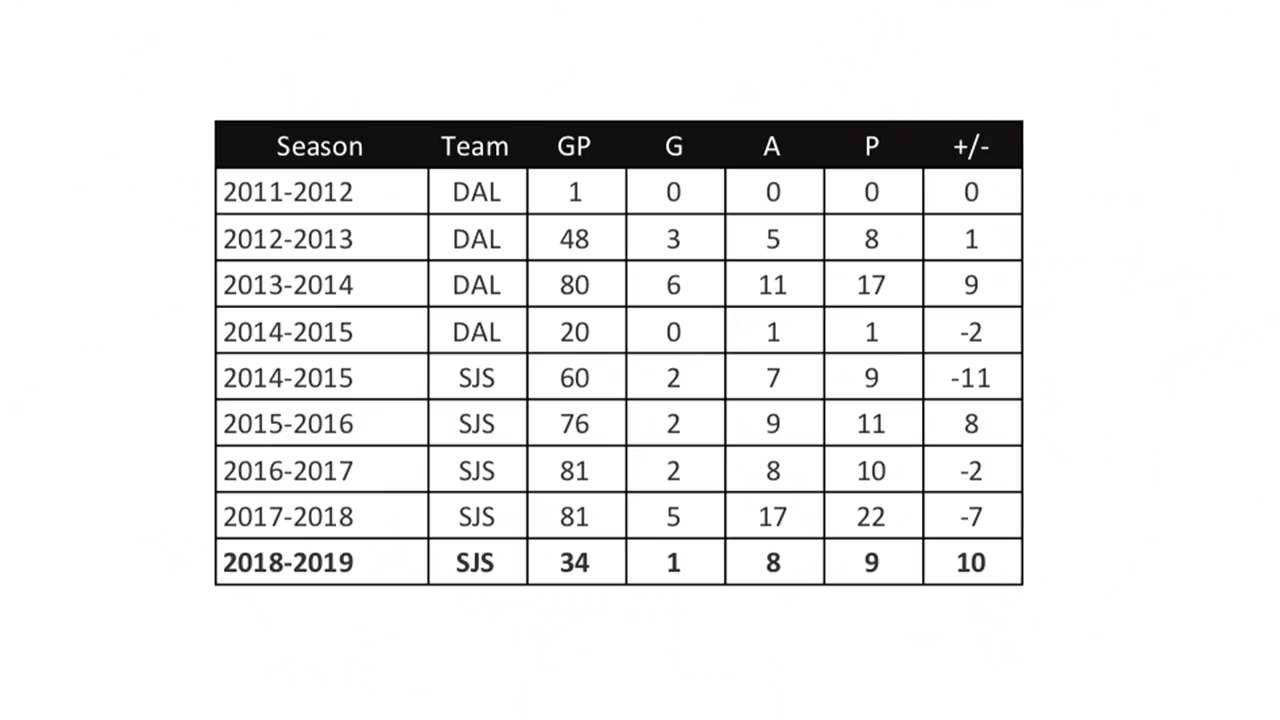 Season Team GP G A P +/-
2011-2012 DAL 1 0 0 0 0
2012-2013 DAL 48 3 5 8 1
2013-2014 DAL 80 6 11 17 9
2014-2015 DAL 20 0 1 1 -2
2014-2015 SJS 60 2 7 9 -11
2015-2016 SJS 76 2 9 11 8
2016-2017 SJS 81 2 8 10 -2
2017-2018 SJS 81 5 17 22 -7
2018-2019 SJS 34 1 8 9 10